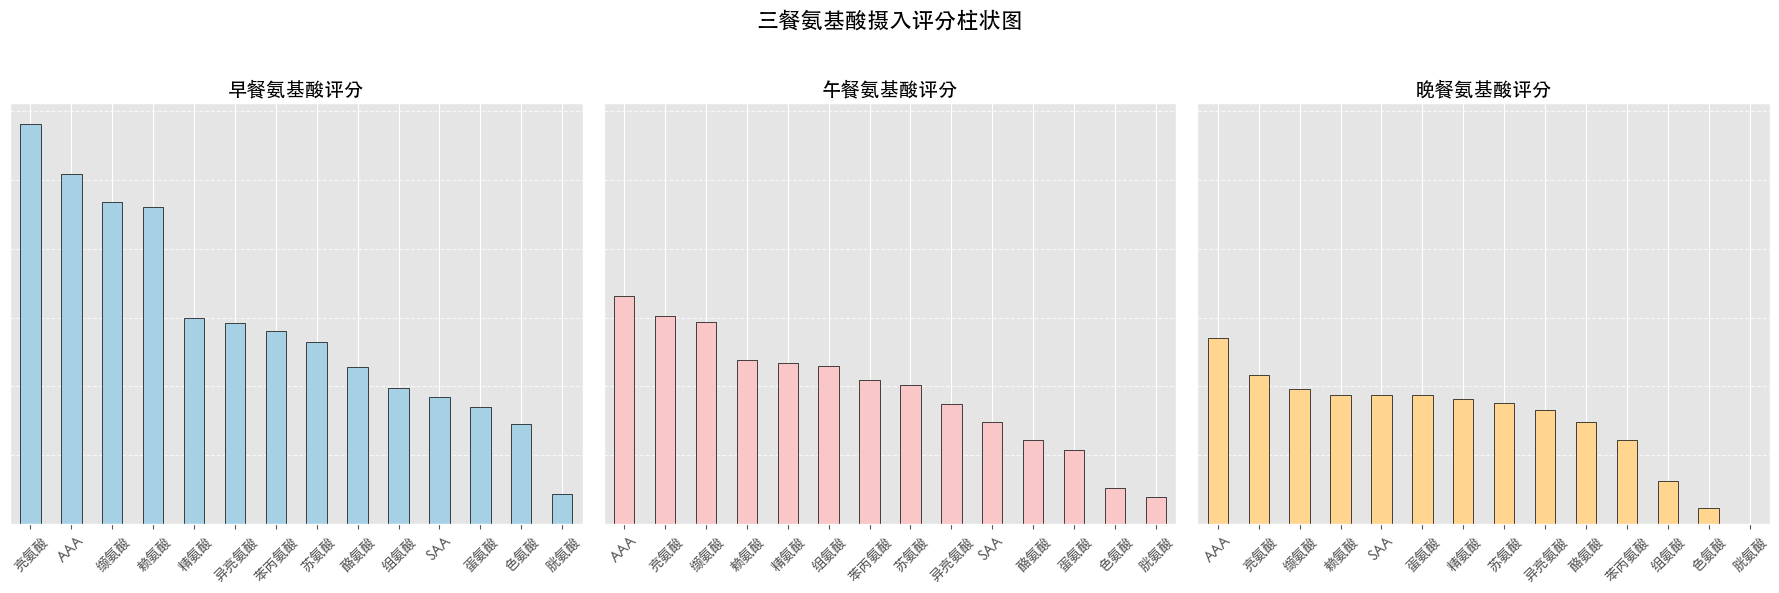 三餐氨基酸摄入评分柱状图
早餐氨基酸评分
午餐氨基酸评分
晚餐氨基酸评分
亮氨酸
AAA
缬氨酸
赖氨酸
精氨酸
异亮氨酸
苯丙氨酸
苏氨酸
酪氨酸
组氨酸
SAA
蛋氨酸
色氨酸
胱氨酸
AAA
亮氨酸
缬氨酸
赖氨酸
精氨酸
组氨酸
苯丙氨酸
苏氨酸
异亮氨酸
SAA
酪氨酸
蛋氨酸
色氨酸
胱氨酸
AAA
亮氨酸
缬氨酸
赖氨酸
SAA
蛋氨酸
精氨酸
苏氨酸
异亮氨酸
酪氨酸
苯丙氨酸
组氨酸
色氨酸
胱氨酸